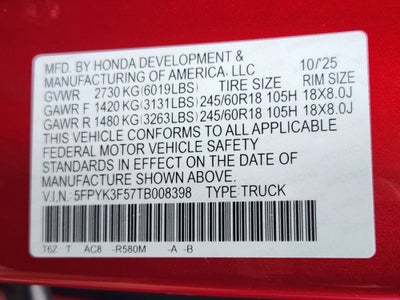 MFD. BY HONDA DEVELOPMENT &
MANUFACTURING OF AMERICA, LLC 10/'25
GVWR 2730 KG(6019LBS) TIRE SIZE RIM SIZE
GAWR F 1420 KG(3131LBS) 245/60R18 105H 18X8.0J
GAWR R 1480 KG(3263LBS) 245/60R18 105H 18X8.0J
THIS VEHICLE CONFORMS TO ALL APPLICABLE
FEDERAL MOTOR VEHICLE SAFETY
STANDARDS IN EFFECT ON THE DATE OF
MANUFACTURE SHOWN ABOVE.
V.I.N.: 5FPYK3F57TB008398 TYPE:TRUCK
T6Z T AC8 -R580M -A -B